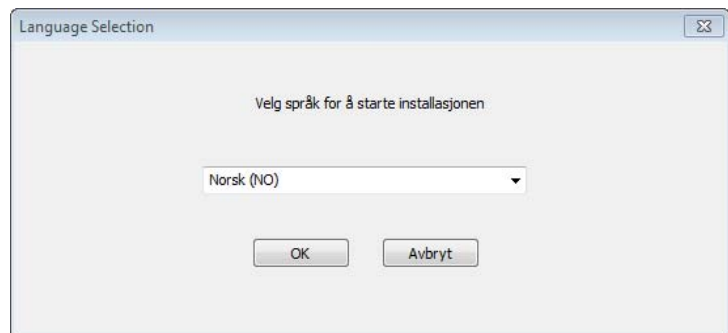 Language Selection
Velg språk for å starte installasjonen
Norsk (NO)
OK Avbryt